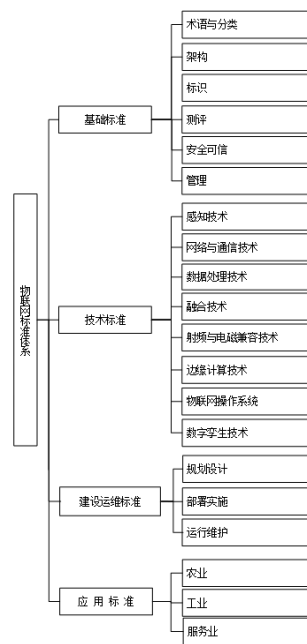 物联网标准体系
基础标准
术语与分类
架构
标识
测评
安全可信
管理
技术标准
感知技术
网络与通信技术
数据处理技术
融合技术
射频与电磁兼容技术
边缘计算技术
物联网操作系统
数字孪生技术
建设运维标准
规划设计
部署实施
运行维护
应用标准
农业
工业
服务业